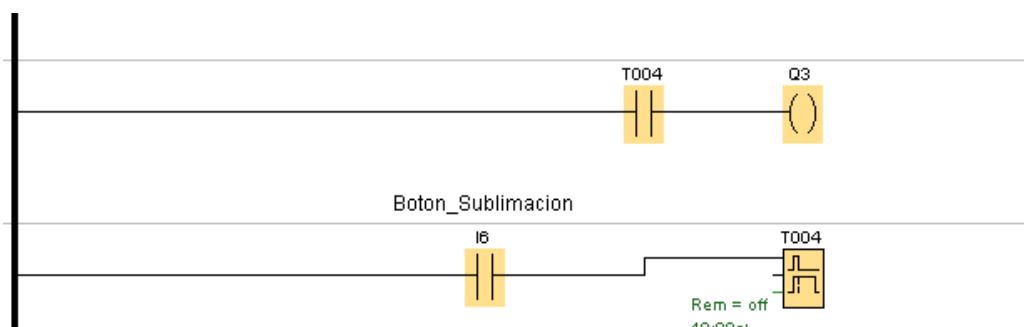 T004 Q3
Boton_Sublimacion
I6 T004
Rem = off